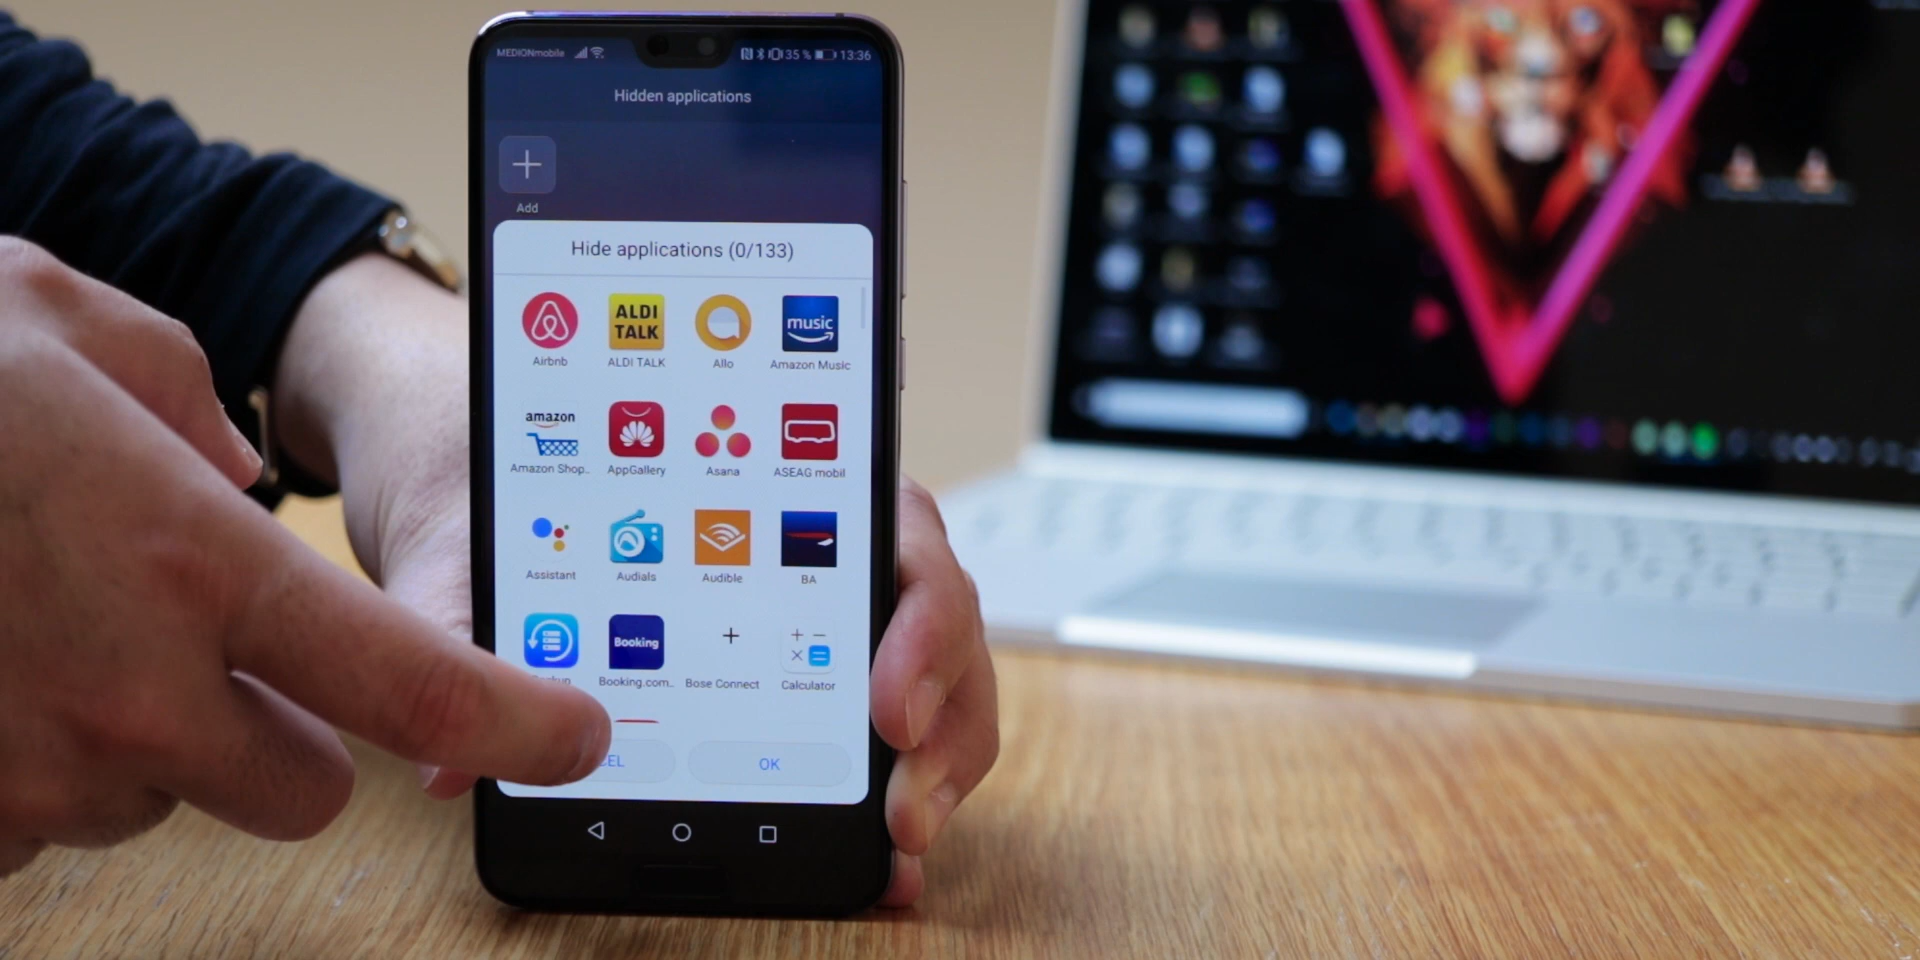 MEDIONmobile 35 % 13:36
Hidden applications
Add
Hide applications (0/133)
ALDI
TALK
music
Airbnb ALDI TALK Allo Amazon Music
amazon
Amazon Shop.. AppGallery Asana ASEAG mobil
Assistant Audials Audible BA
Booking
Booking.com.. Bose Connect Calculator
OK